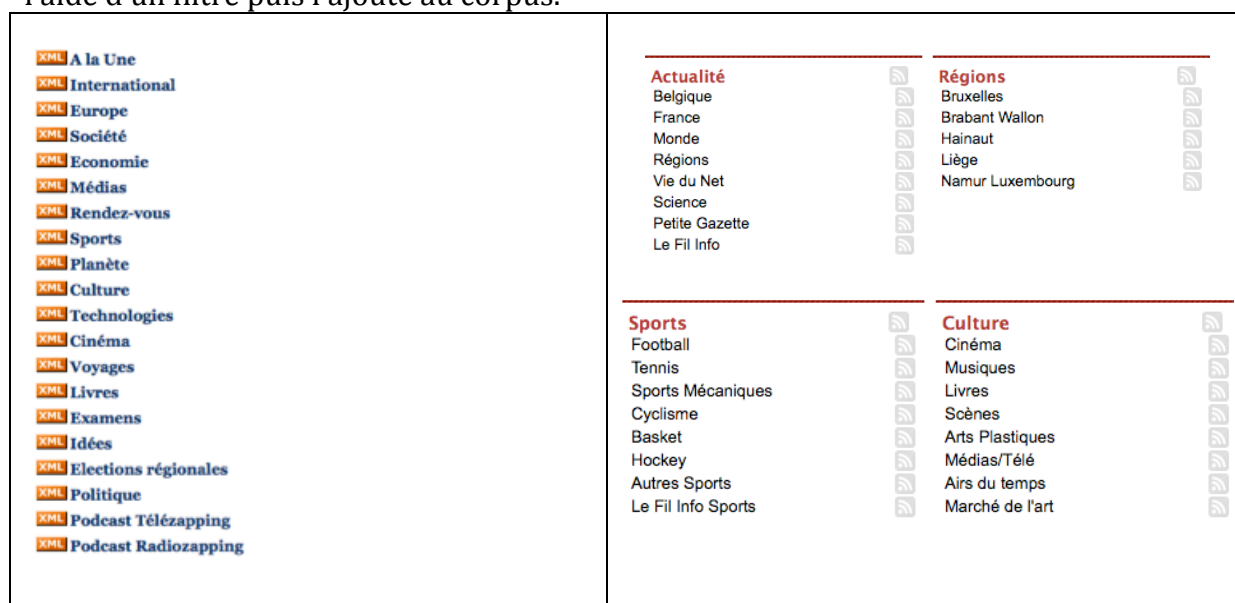 l'aide d'un filtre puis l'ajoute au corpus.
XML A la Une
XML International
XML Europe
XML Société
XML Economie
XML Médias
XML Rendez-vous
XML Sports
XML Planète
XML Culture
XML Technologies
XML Cinéma
XML Voyages
XML Livres
XML Examens
XML Idées
XML Elections régionales
XML Politique
XML Podcast Télézapping
XML Podcast Radiozapping
Actualité
Belgique
France
Monde
Régions
Vie du Net
Science
Petite Gazette
Le Fil Info
Régions
Bruxelles
Brabant Wallon
Hainaut
Liège
Namur Luxembourg
Sports
Football
Tennis
Sports Mécaniques
Cyclisme
Basket
Hockey
Autres Sports
Le Fil Info Sports
Culture
Cinéma
Musiques
Livres
Scènes
Arts Plastiques
Médias/Télé
Airs du temps
Marché de l'art